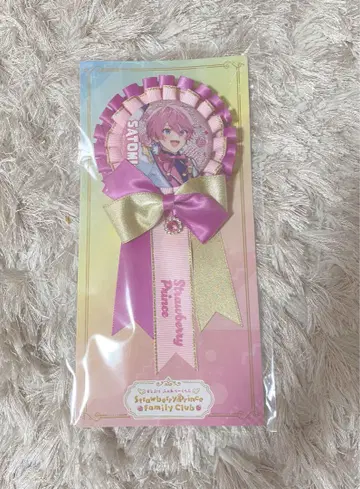 SATOMI
Strawberry
Prince
Strawberry Prince
Family Club